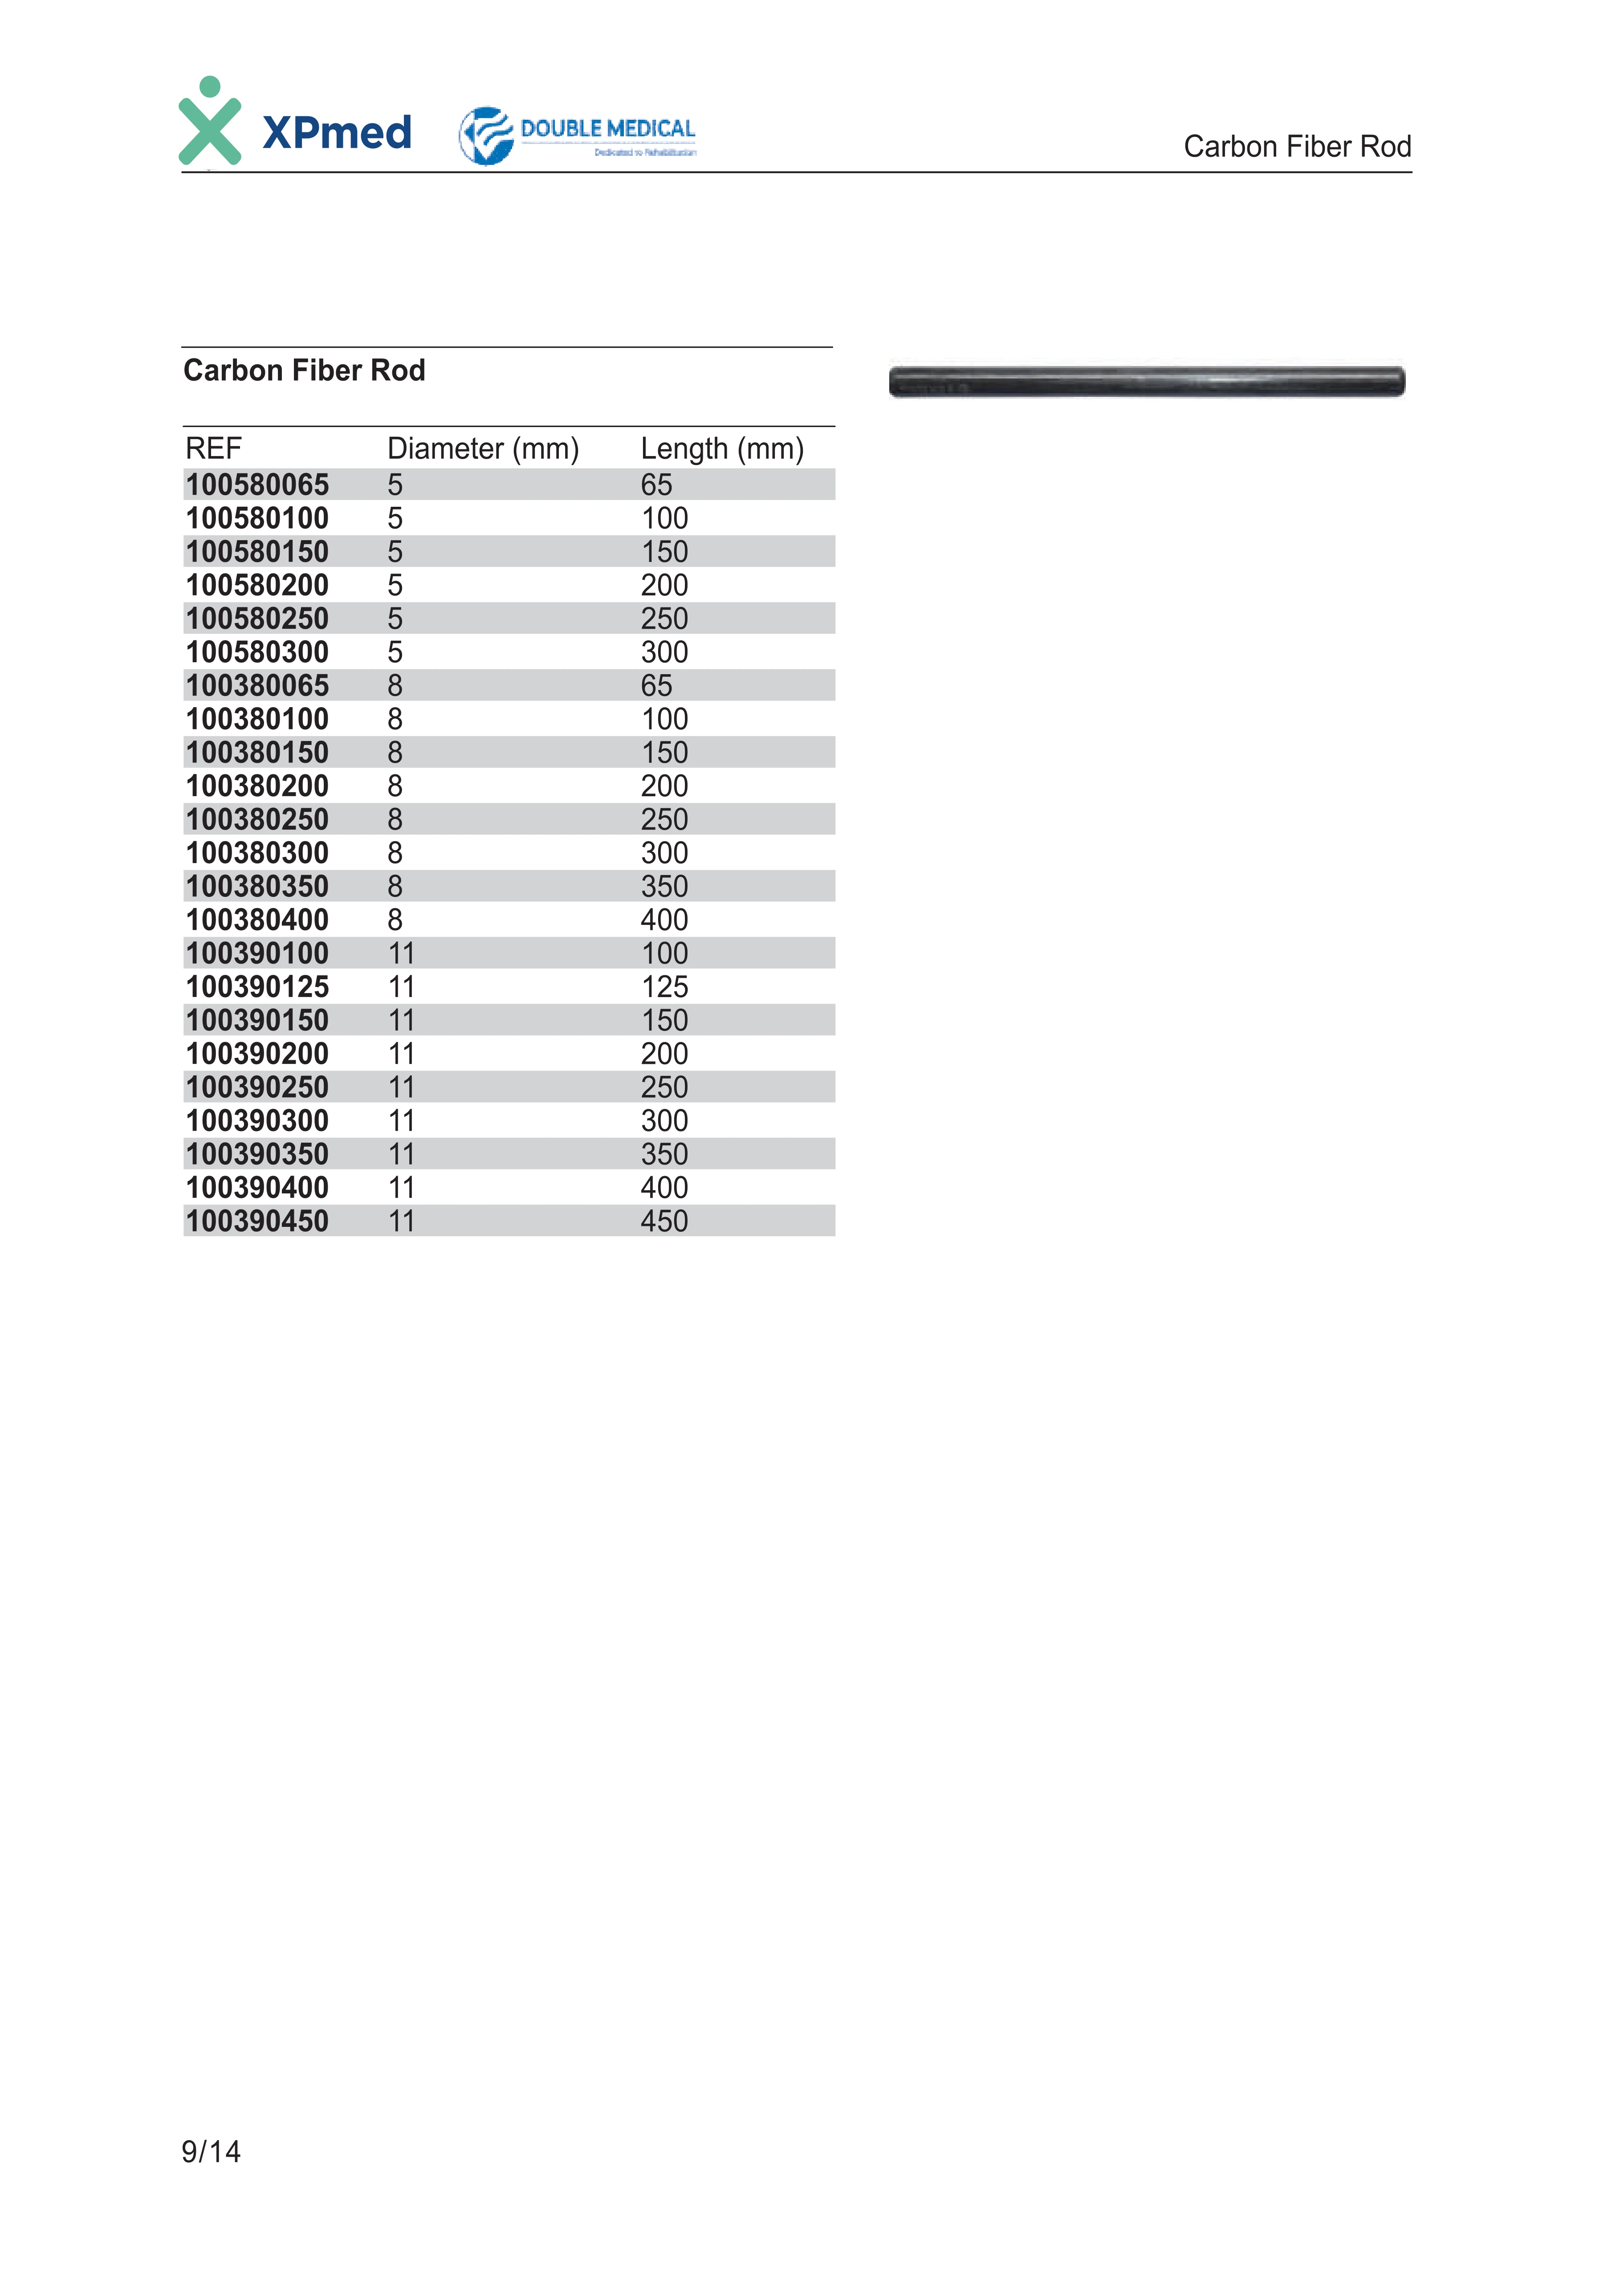 XPmed
DOUBLE MEDICAL
Dedicated to Rehabilitation
Carbon Fiber Rod
Carbon Fiber Rod
REF Diameter (mm) Length (mm)
100580065 5 65
100580100 5 100
100580150 5 150
100580200 5 200
100580250 5 250
100580300 5 300
100380065 8 65
100380100 8 100
100380150 8 150
100380200 8 200
100380250 8 250
100380300 8 300
100380350 8 350
100380400 8 400
100390100 11 100
100390125 11 125
100390150 11 150
100390200 11 200
100390250 11 250
100390300 11 300
100390350 11 350
100390400 11 400
100390450 11 450
9/14